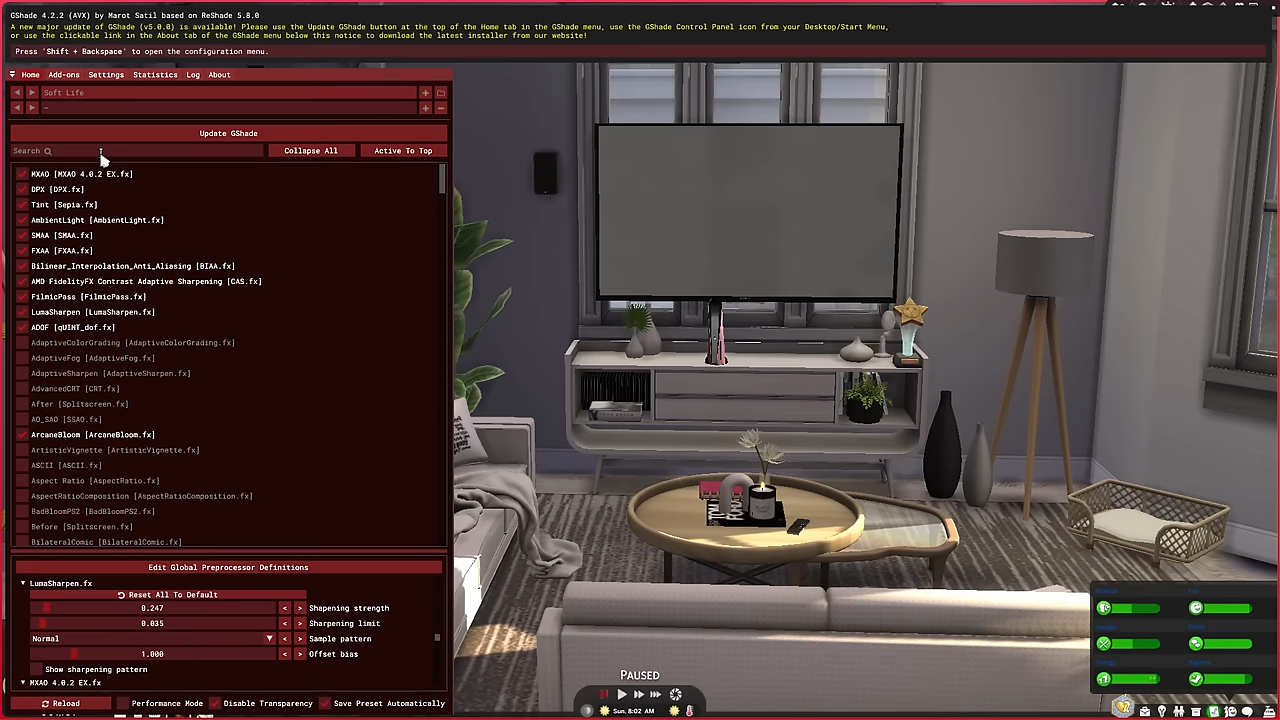 GShade 4.2.2 (AVX) by Marot Satil based on ReShade 5.8.0
A new major update of GShade (v5.0.0) is available! Please use the Update GShade button at the top of the Home tab in the GShade menu, use the GShade Control Panel icon from your Desktop/Start Menu,
or use the clickable link in the About tab of the GShade menu below this notice to download the latest installer from our website!
Press 'Shift + Backspace' to open the configuration menu.
Home Add-ons Settings Statistics Log About
Soft Life
Update GShade
Search Collapse All Active To Top
MXAO [MXAO 4.0.2 EX.fx]
DPX [DPX.fx]
Tint [Sepia.fx]
AmbientLight [AmbientLight.fx]
SMAA [SMAA.fx]
FXAA [FXAA.fx]
Bilinear_Interpolation_Anti_Aliasing [BIAA.fx]
AMD FidelityFX Contrast Adaptive Sharpening [CAS.fx]
FilmicPass [FilmicPass.fx]
LumaSharpen [LumaSharpen.fx]
ADOF [qUINT_dof.fx]
AdaptiveColorGrading [AdaptiveColorGrading.fx]
AdaptiveFog [AdaptiveFog.fx]
AdaptiveSharpen [AdaptiveSharpen.fx]
AdvancedCRT [CRT.fx]
After [Splitscreen.fx]
AO_SAO [SSAO.fx]
ArcaneBloom [ArcaneBloom.fx]
ArtisticVignette [ArtisticVignette.fx]
ASCII [ASCII.fx]
Aspect Ratio [AspectRatio.fx]
AspectRatioComposition [AspectRatioComposition.fx]
BadBloomPS2 [BadBloomPS2.fx]
Before [Splitscreen.fx]
BilateralComic [BilateralComic.fx]
Edit Global Preprocessor Definitions
LumaSharpen.fx
Reset All To Default
0.247 < > Shapening strength
0.035 < > Sharpening limit
Normal < > Sample pattern
1.000 < > Offset bias
Show sharpening pattern
MXAO 4.0.2 EX.fx
Reload Performance Mode Disable Transparency Save Preset Automatically
PAUSED
Sun. 8:02 AM